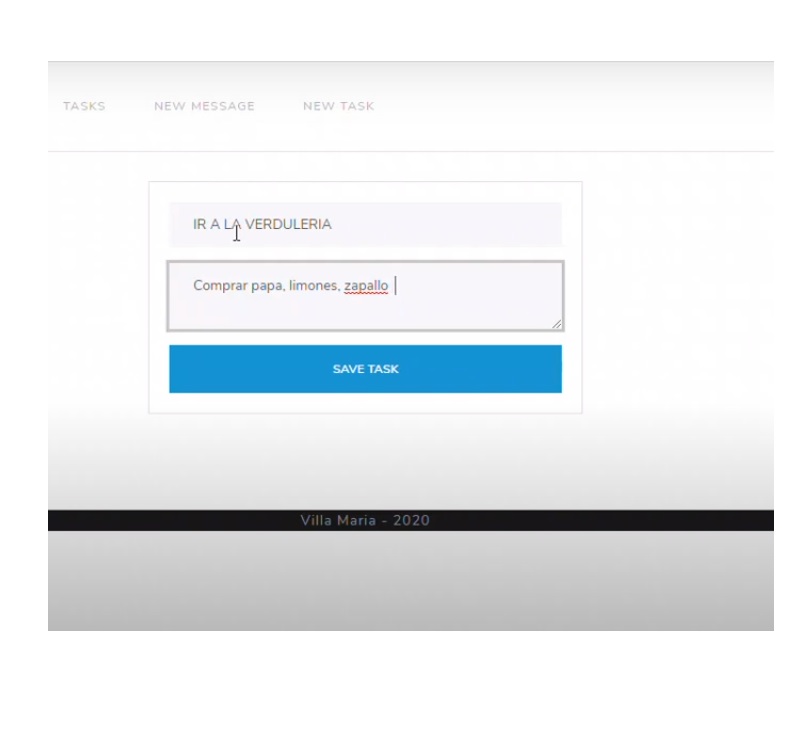 TASKS NEW MESSAGE NEW TASK
IR A LA VERDULERIA
Comprar papa, limones, zapallo
SAVE TASK
Villa Maria - 2020